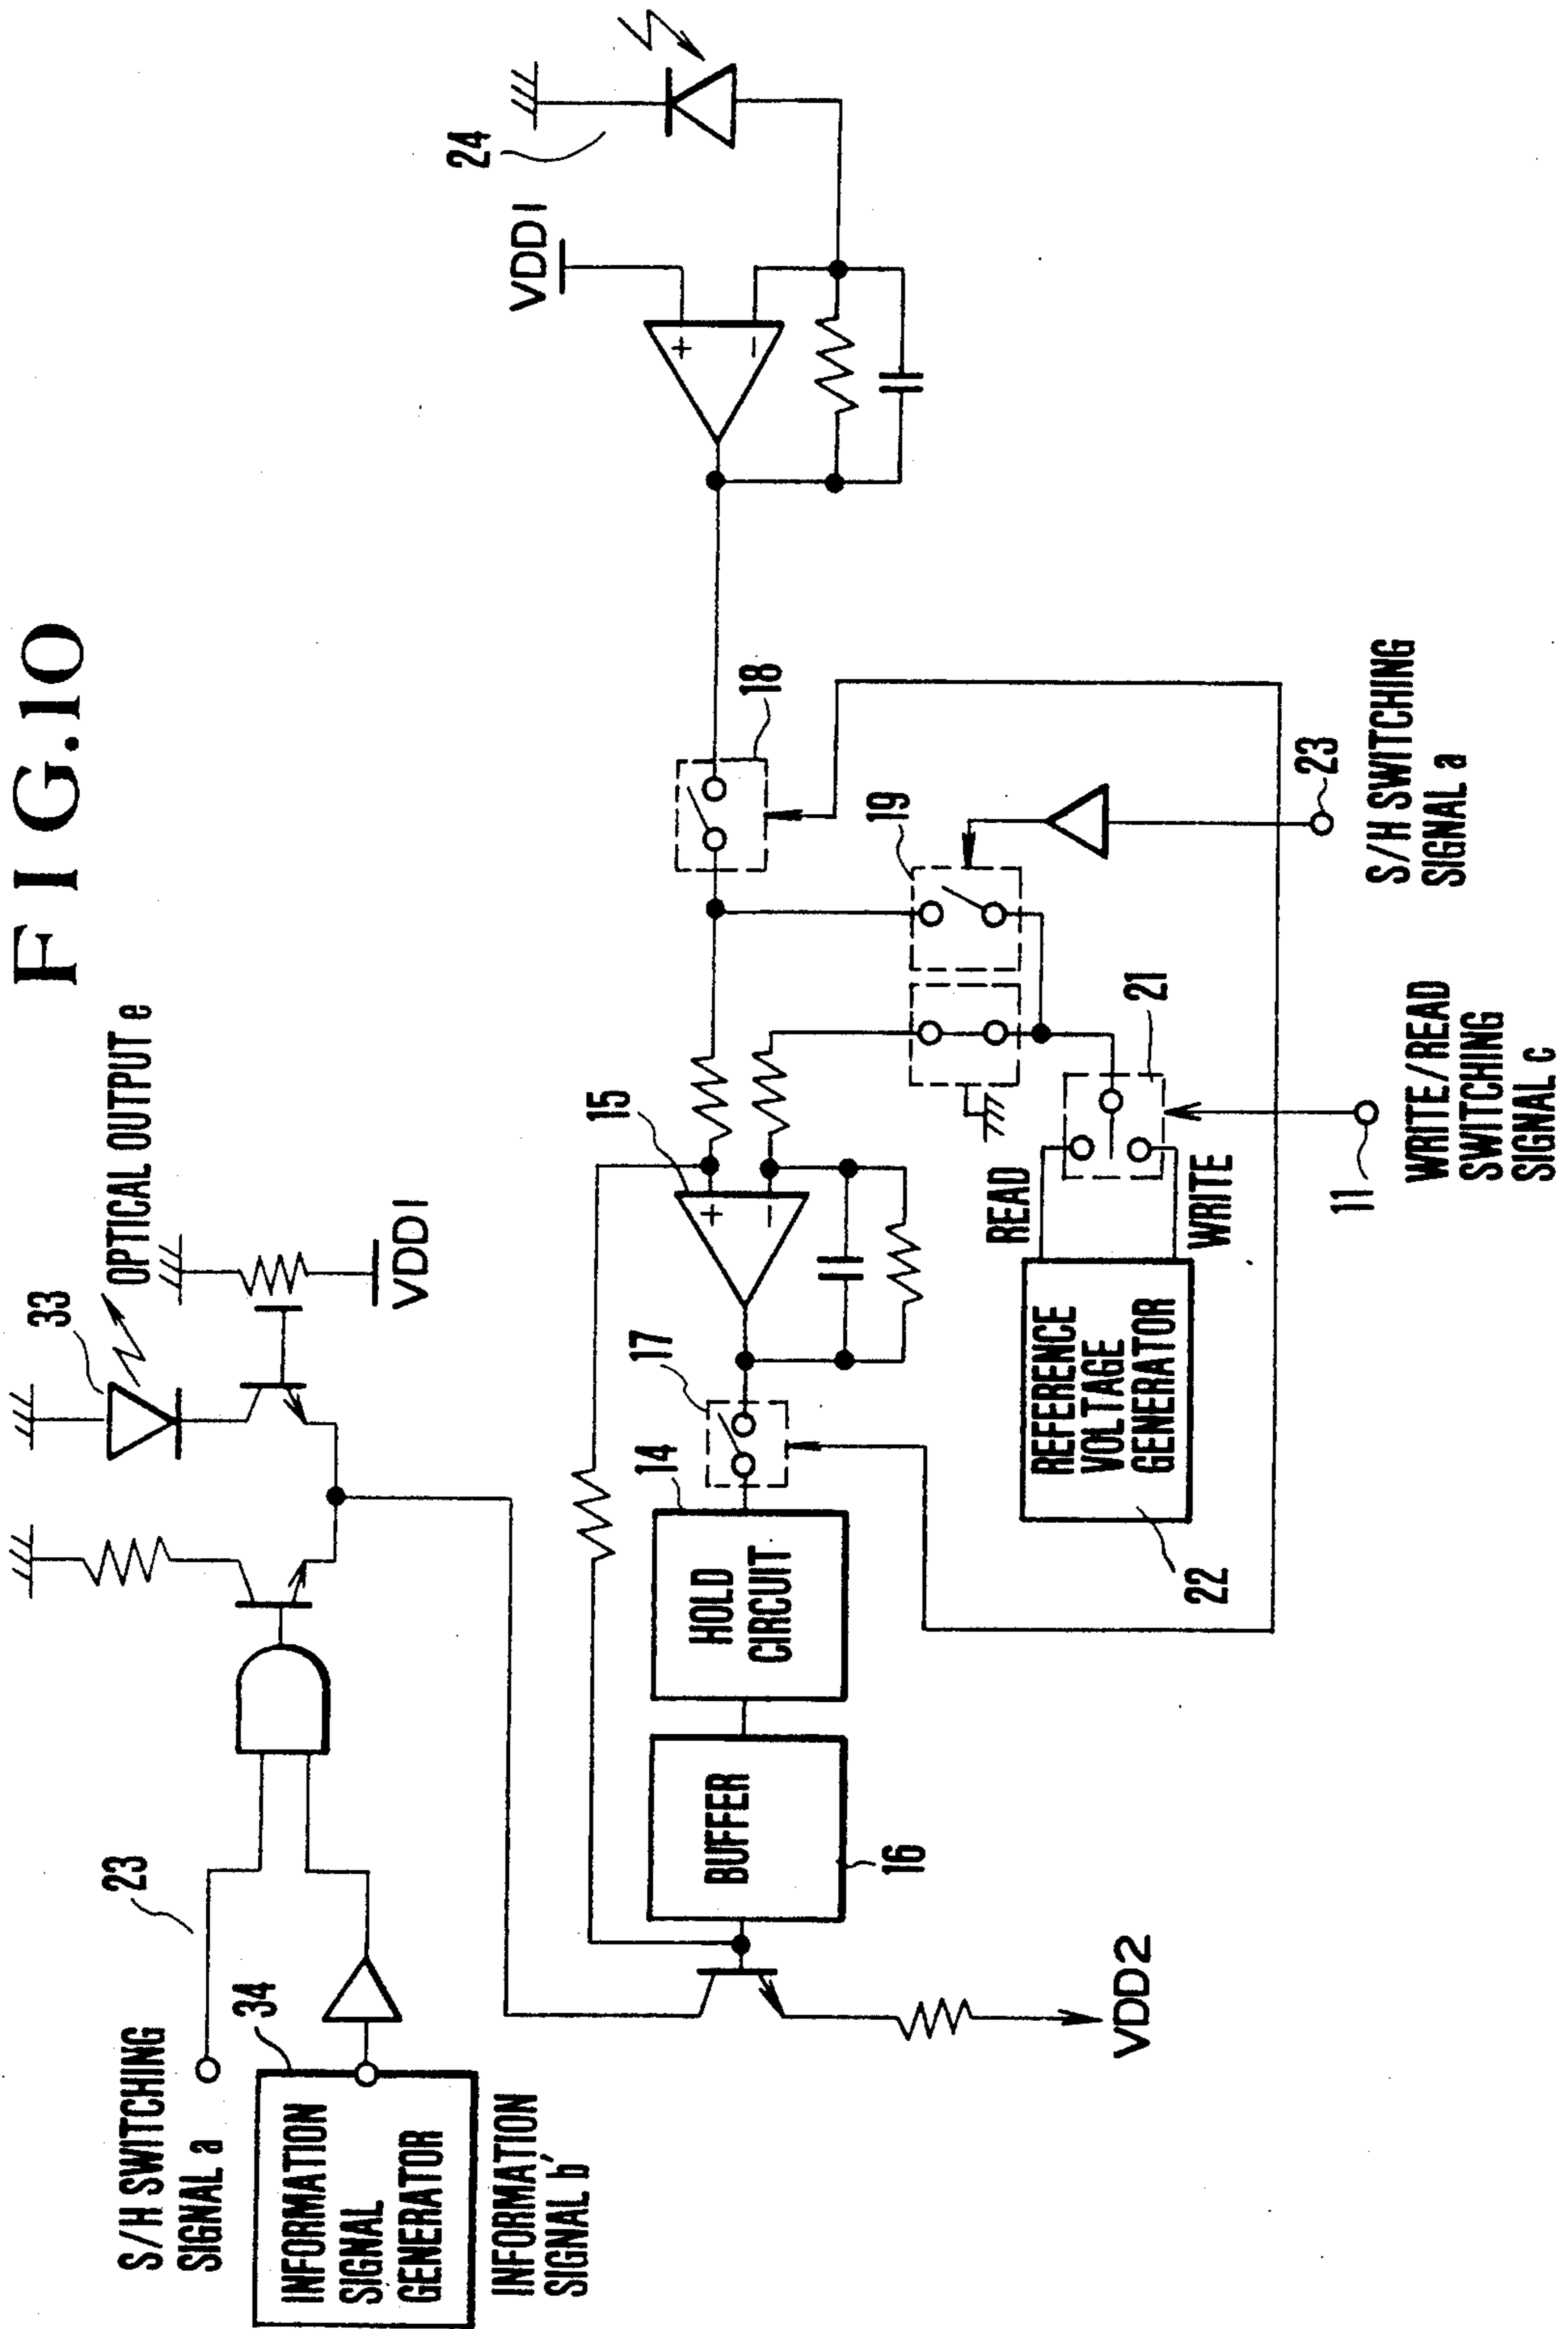 FIG.10
S/H SWITCHING
SIGNAL a
23
34
INFORMATION
SIGNAL
GENERATOR
INFORMATION
SIGNAL b'
33
OPTICAL OUTPUT e
VDD1
VDD1
24
BUFFER
16
HOLD
CIRCUIT
14
17
15
+
−
18
+
−
19
VDD2
REFERENCE
VOLTAGE
GENERATOR
22
READ
WRITE
21
11
WRITE/READ
SWITCHING
SIGNAL c
23
S/H SWITCHING
SIGNAL a